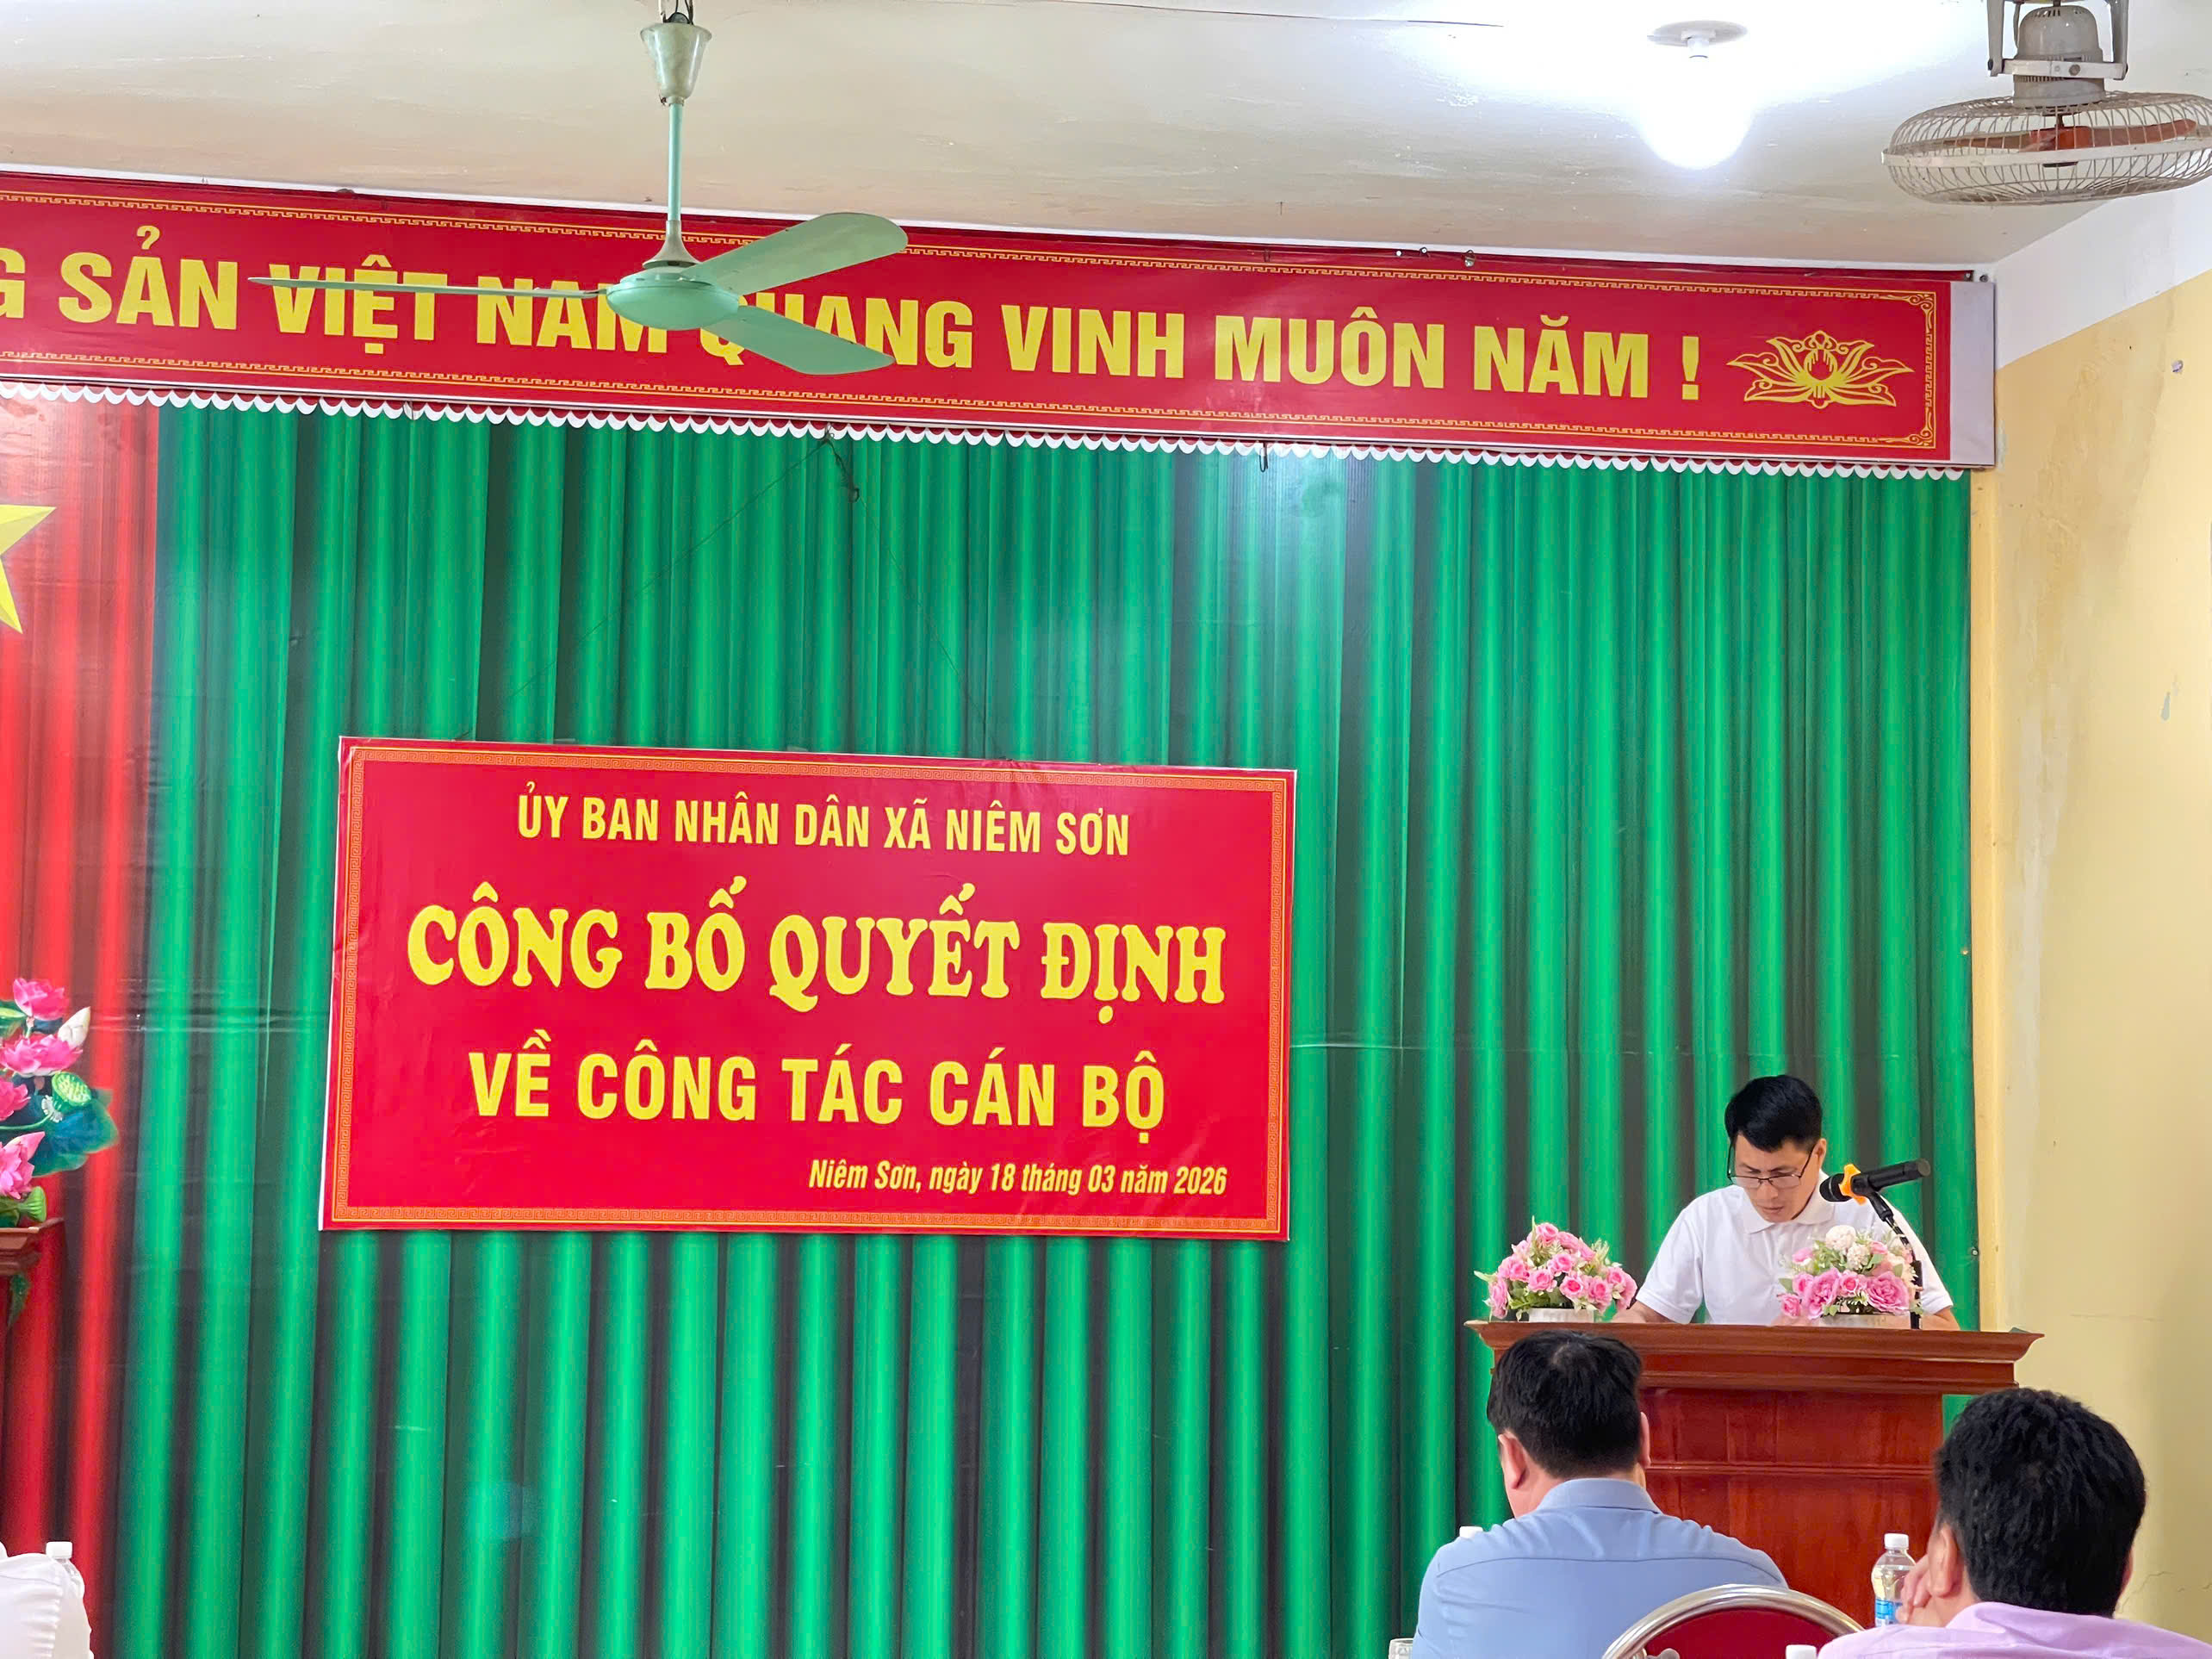 G SẢN VIỆT NAM QUANG VINH MUÔN NĂM !
ỦY BAN NHÂN DÂN XÃ NIÊM SƠN
CÔNG BỐ QUYẾT ĐỊNH
VỀ CÔNG TÁC CÁN BỘ
Niêm Sơn, ngày 18 tháng 03 năm 2026